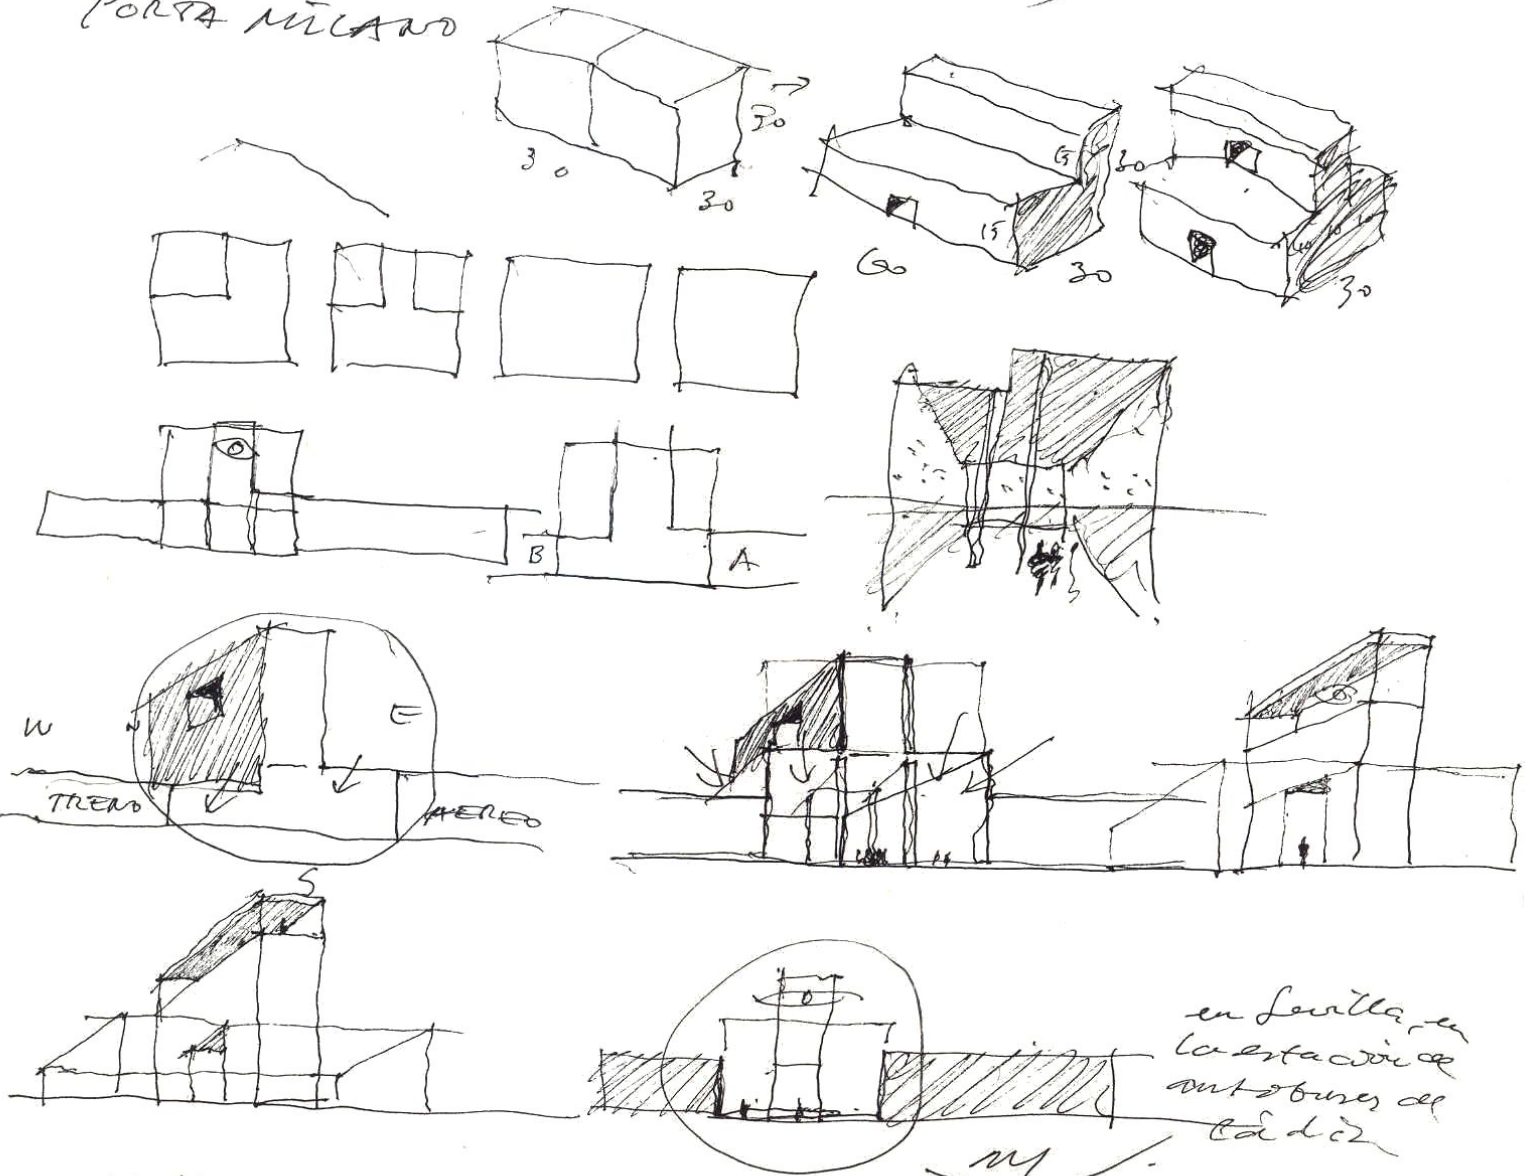 PORTA MILANO
30
30
30
15
30
15
60
30
30
B
A
W
E
TRENO
AEREO
S
en Sevilla, en
la estación de
autobuses de
Cádiz